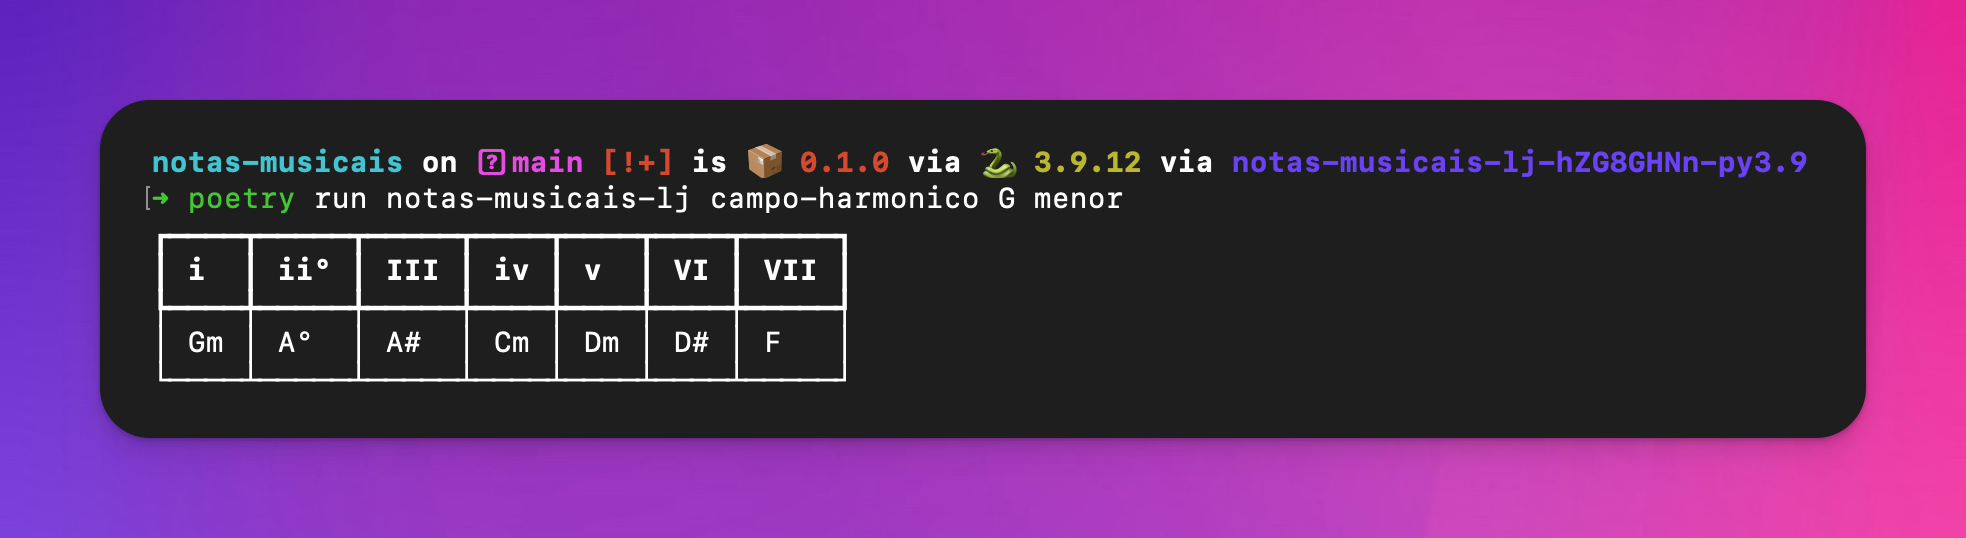 notas-musicais on ? main [!+] is 📦 0.1.0 via 🐍 3.9.12 via notas-musicais-lj-hZG8GHNn-py3.9
[➜ poetry run notas-musicais-lj campo-harmonico G menor
i ii° III iv v VI VII
Gm A° A# Cm Dm D# F